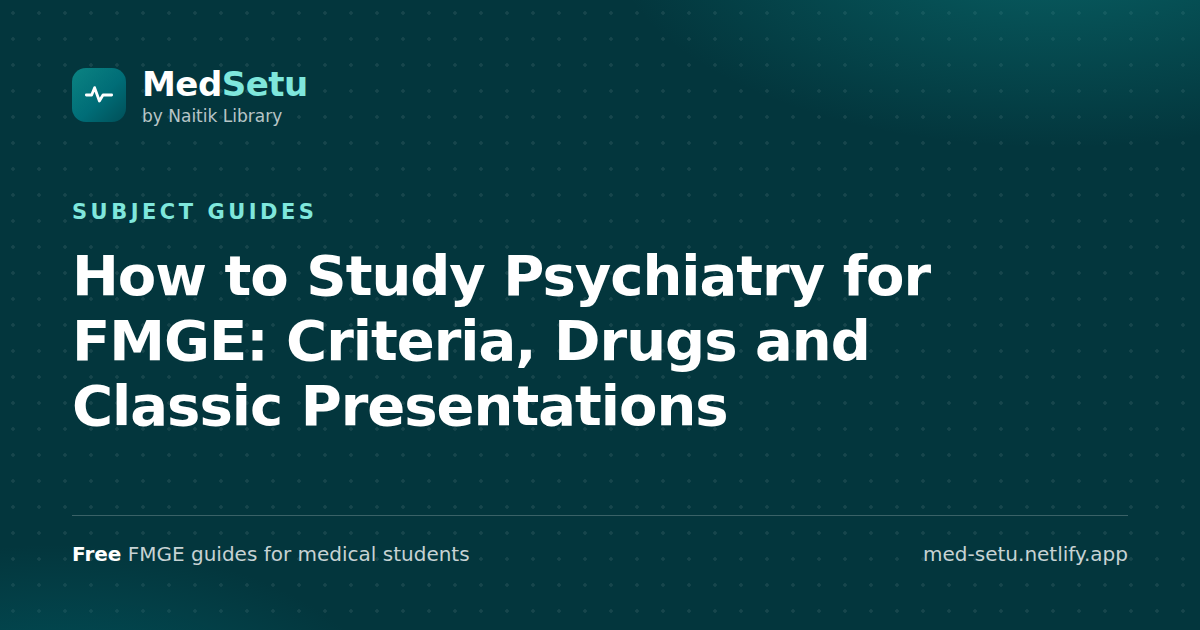 MedSetu
by Naitik Library
SUBJECT GUIDES
How to Study Psychiatry for
FMGE: Criteria, Drugs and
Classic Presentations
Free FMGE guides for medical students
med-setu.netlify.app